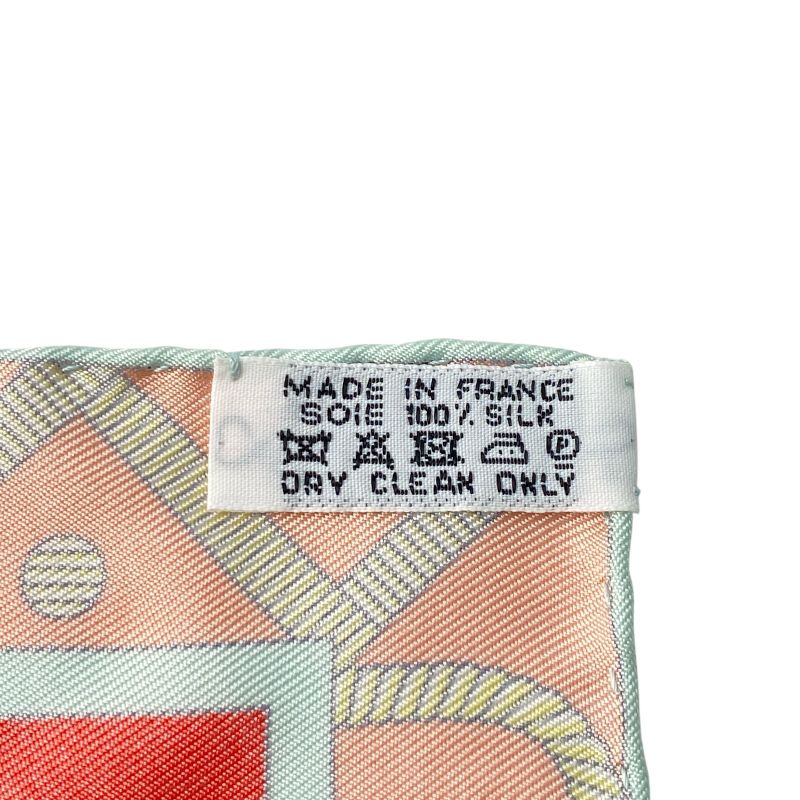 MADE IN FRANCE
SOIE 100% SILK
P
DRY CLEAN ONLY